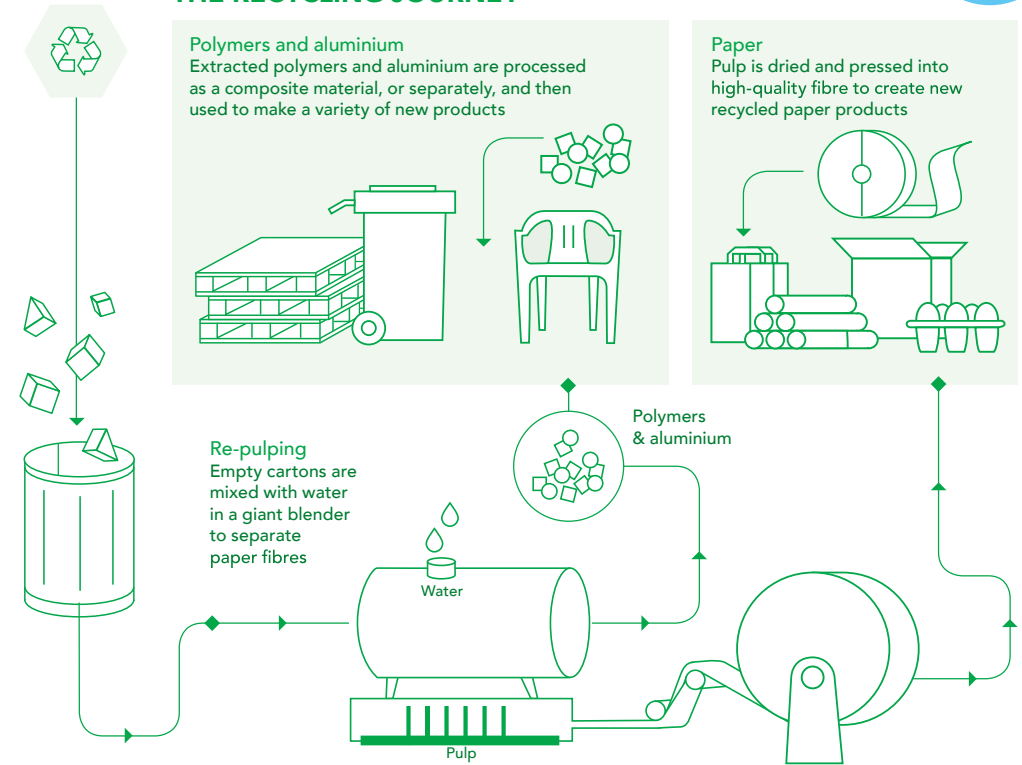 THE RECYCLING JOURNEY
Polymers and aluminium
Extracted polymers and aluminium are processed
as a composite material, or separately, and then
used to make a variety of new products
Paper
Pulp is dried and pressed into
high-quality fibre to create new
recycled paper products
Polymers
& aluminium
Re-pulping
Empty cartons are
mixed with water
in a giant blender
to separate
paper fibres
Water
Pulp